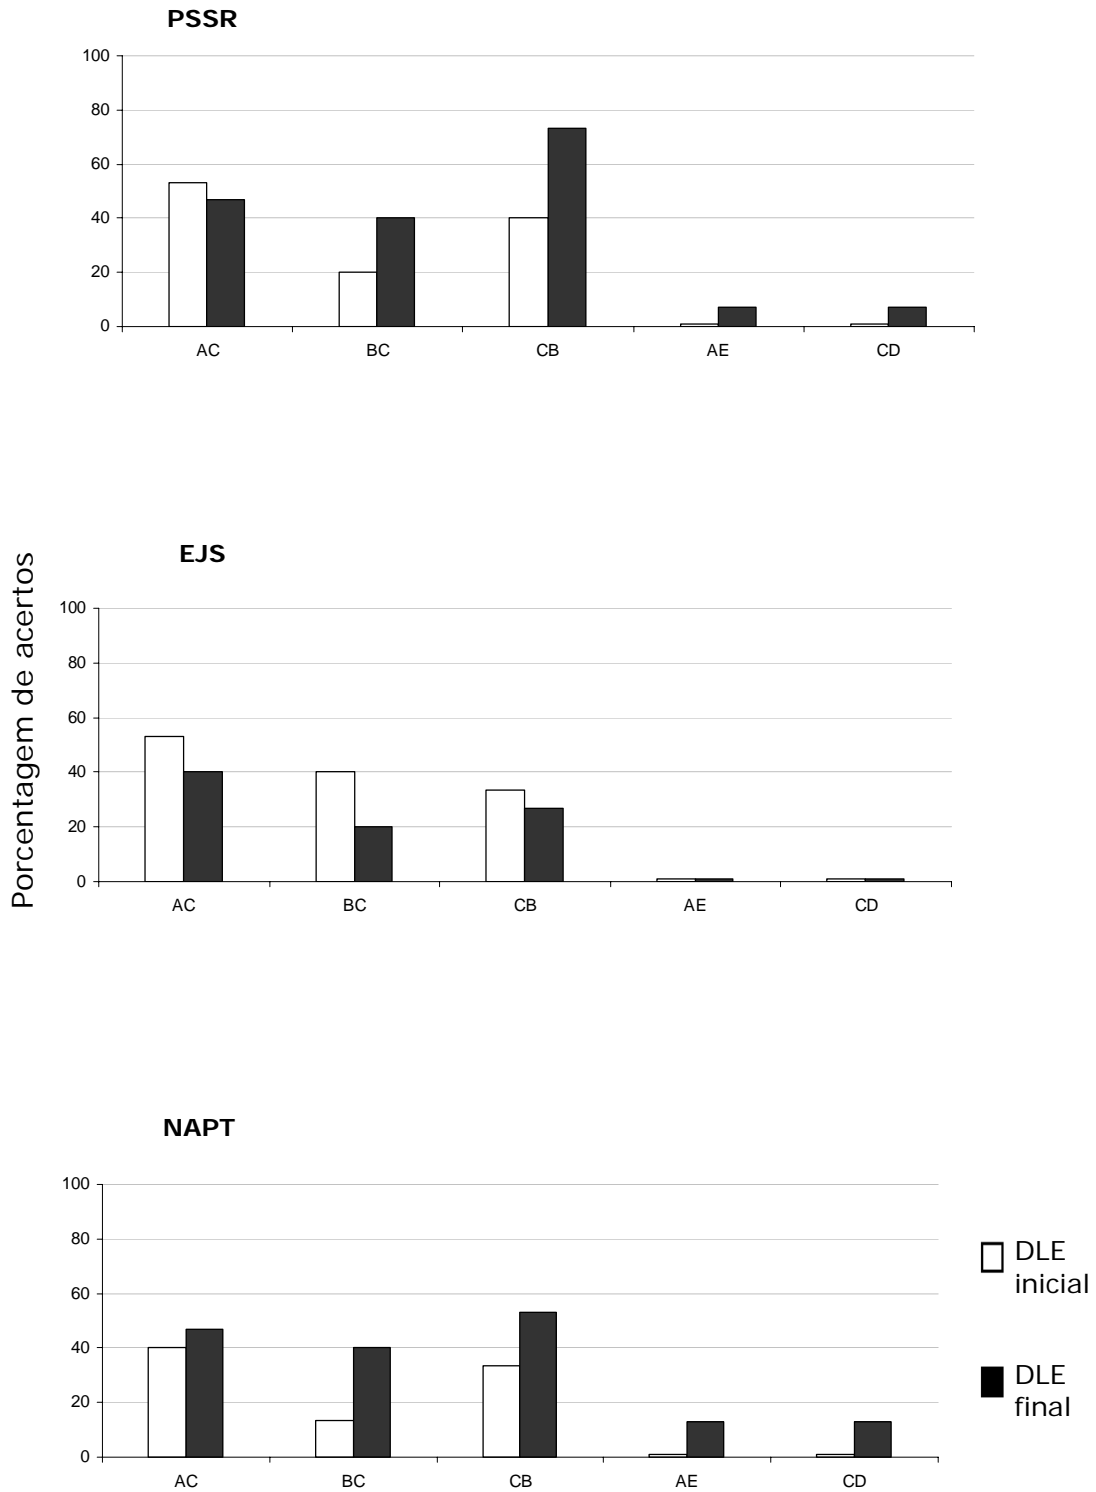 PSSR
100
80
60
40
20
0
AC BC CB AE CD
Porcentagem de acertos
EJS
100
80
60
40
20
0
AC BC CB AE CD
NAPT
100
80
60
40
20
0
AC BC CB AE CD
DLE
inicial
DLE
final